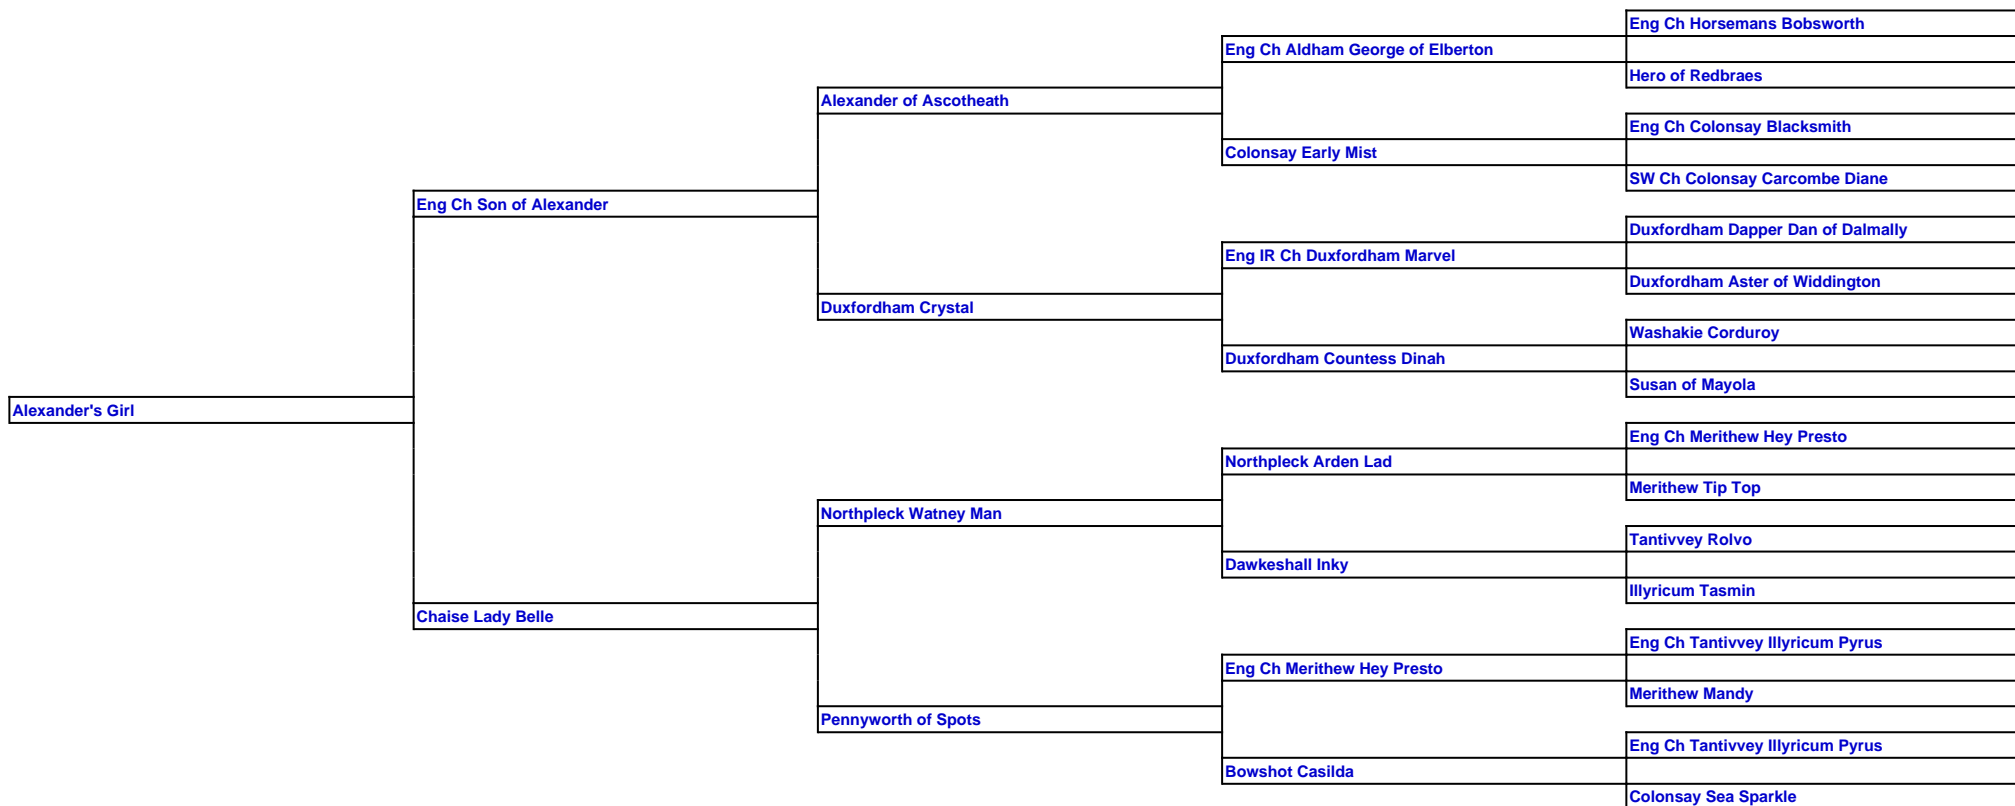 Eng Ch Horsemans Bobsworth
Eng Ch Aldham George of Elberton
Hero of Redbraes
Alexander of Ascotheath
Eng Ch Colonsay Blacksmith
Colonsay Early Mist
SW Ch Colonsay Carcombe Diane
Eng Ch Son of Alexander
Duxfordham Dapper Dan of Dalmally
Eng IR Ch Duxfordham Marvel
Duxfordham Aster of Widdington
Duxfordham Crystal
Washakie Corduroy
Duxfordham Countess Dinah
Susan of Mayola
Alexander's Girl
Eng Ch Merithew Hey Presto
Northpleck Arden Lad
Merithew Tip Top
Northpleck Watney Man
Tantivvey Rolvo
Dawkeshall Inky
Illyricum Tasmin
Chaise Lady Belle
Eng Ch Tantivvey Illyricum Pyrus
Eng Ch Merithew Hey Presto
Merithew Mandy
Pennyworth of Spots
Eng Ch Tantivvey Illyricum Pyrus
Bowshot Casilda
Colonsay Sea Sparkle